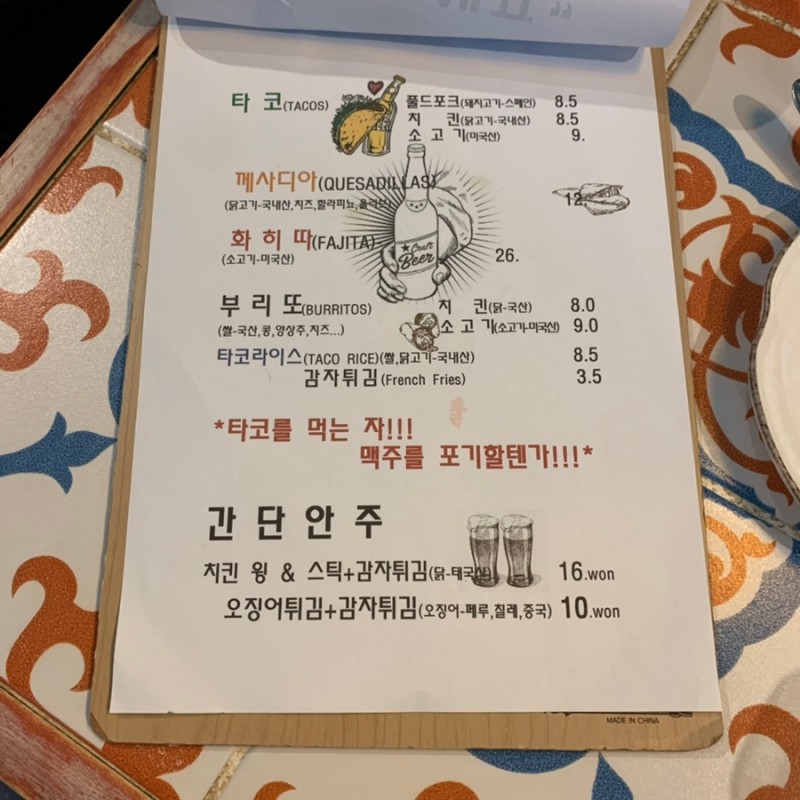 타 코(TACOS) 풀드포크(돼지고기-스페인) 8.5
치 킨(닭고기-국내산) 8.5
소 고 기(미국산) 9.
께사디아(QUESADILLAS)
(닭고기-국내산,치즈,할라피뇨,올리브) 12.
화 히 따(FAJITA)
(소고기-미국산) 26.
Craft
Beer
부 리 또(BURRITOS) 치 킨(닭-국산) 8.0
(쌀-국산,콩,양상추,치즈...) 소 고 기(소고기-미국산) 9.0
타코라이스(TACO RICE)(쌀,닭고기-국내산) 8.5
감자튀김(French Fries) 3.5
*타코를 먹는 자!!!
맥주를 포기할텐가!!!*
간 단 안 주
치킨 윙 & 스틱+감자튀김(닭-태국산) 16.won
오징어튀김+감자튀김(오징어-페루,칠레,중국) 10.won
MADE IN CHINA